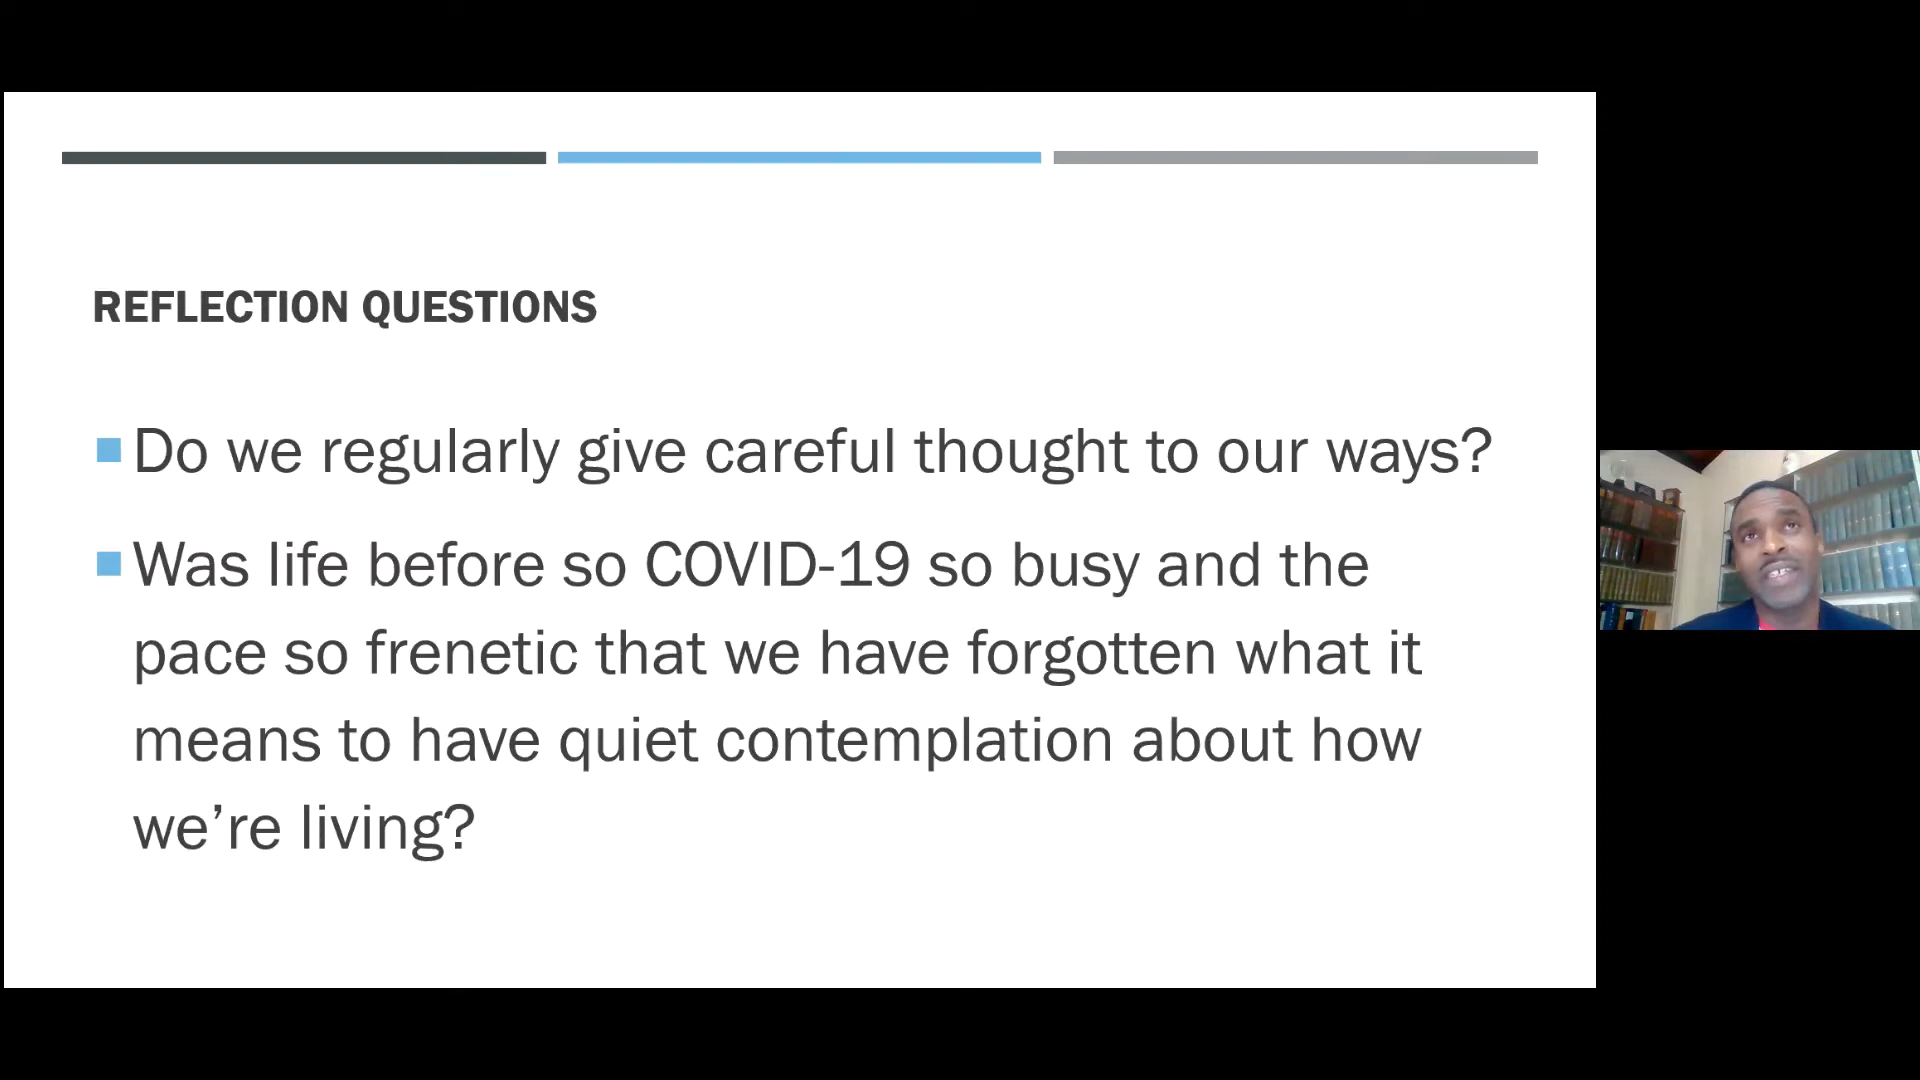 REFLECTION QUESTIONS
Do we regularly give careful thought to our ways?
Was life before so COVID-19 so busy and the
pace so frenetic that we have forgotten what it
means to have quiet contemplation about how
we’re living?